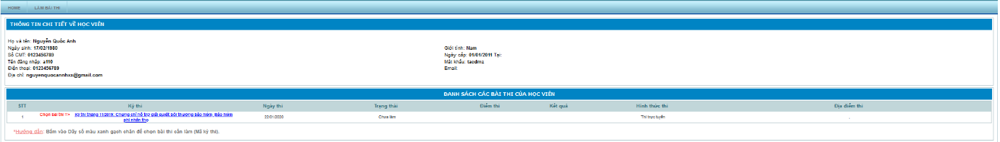 HOME LÀM BÀI THI
THÔNG TIN CHI TIẾT VỀ HỌC VIÊN
Họ và tên: Nguyễn Quốc Anh
Ngày sinh: 17/02/1980 Giới tính: Nam
Số CMT: 0123456789 Ngày cấp: 01/01/2011 Tại:
Tên đăng nhập: a110 Mật khẩu: taodmz
Điện thoại: 0123456789 Email:
Địa chỉ: nguyenquocannhxx@gmail.com
DANH SÁCH CÁC BÀI THI CỦA HỌC VIÊN
STT Kỳ thi Ngày thi Trạng thái Điểm thi Kết quả Hình thức thi Địa điểm thi
1 Chọn bài thi => Kỳ thi tháng 11/2019: Chứng chỉ hỗ trợ giải quyết bồi thường bảo hiểm, Bảo hiểm 22/01/2020 Chưa làm Thi trực tuyến -
phi nhân thọ
*Hướng dẫn: Bấm vào Dãy số màu xanh gạch chân để chọn bài thi cần làm (Mã kỳ thi).